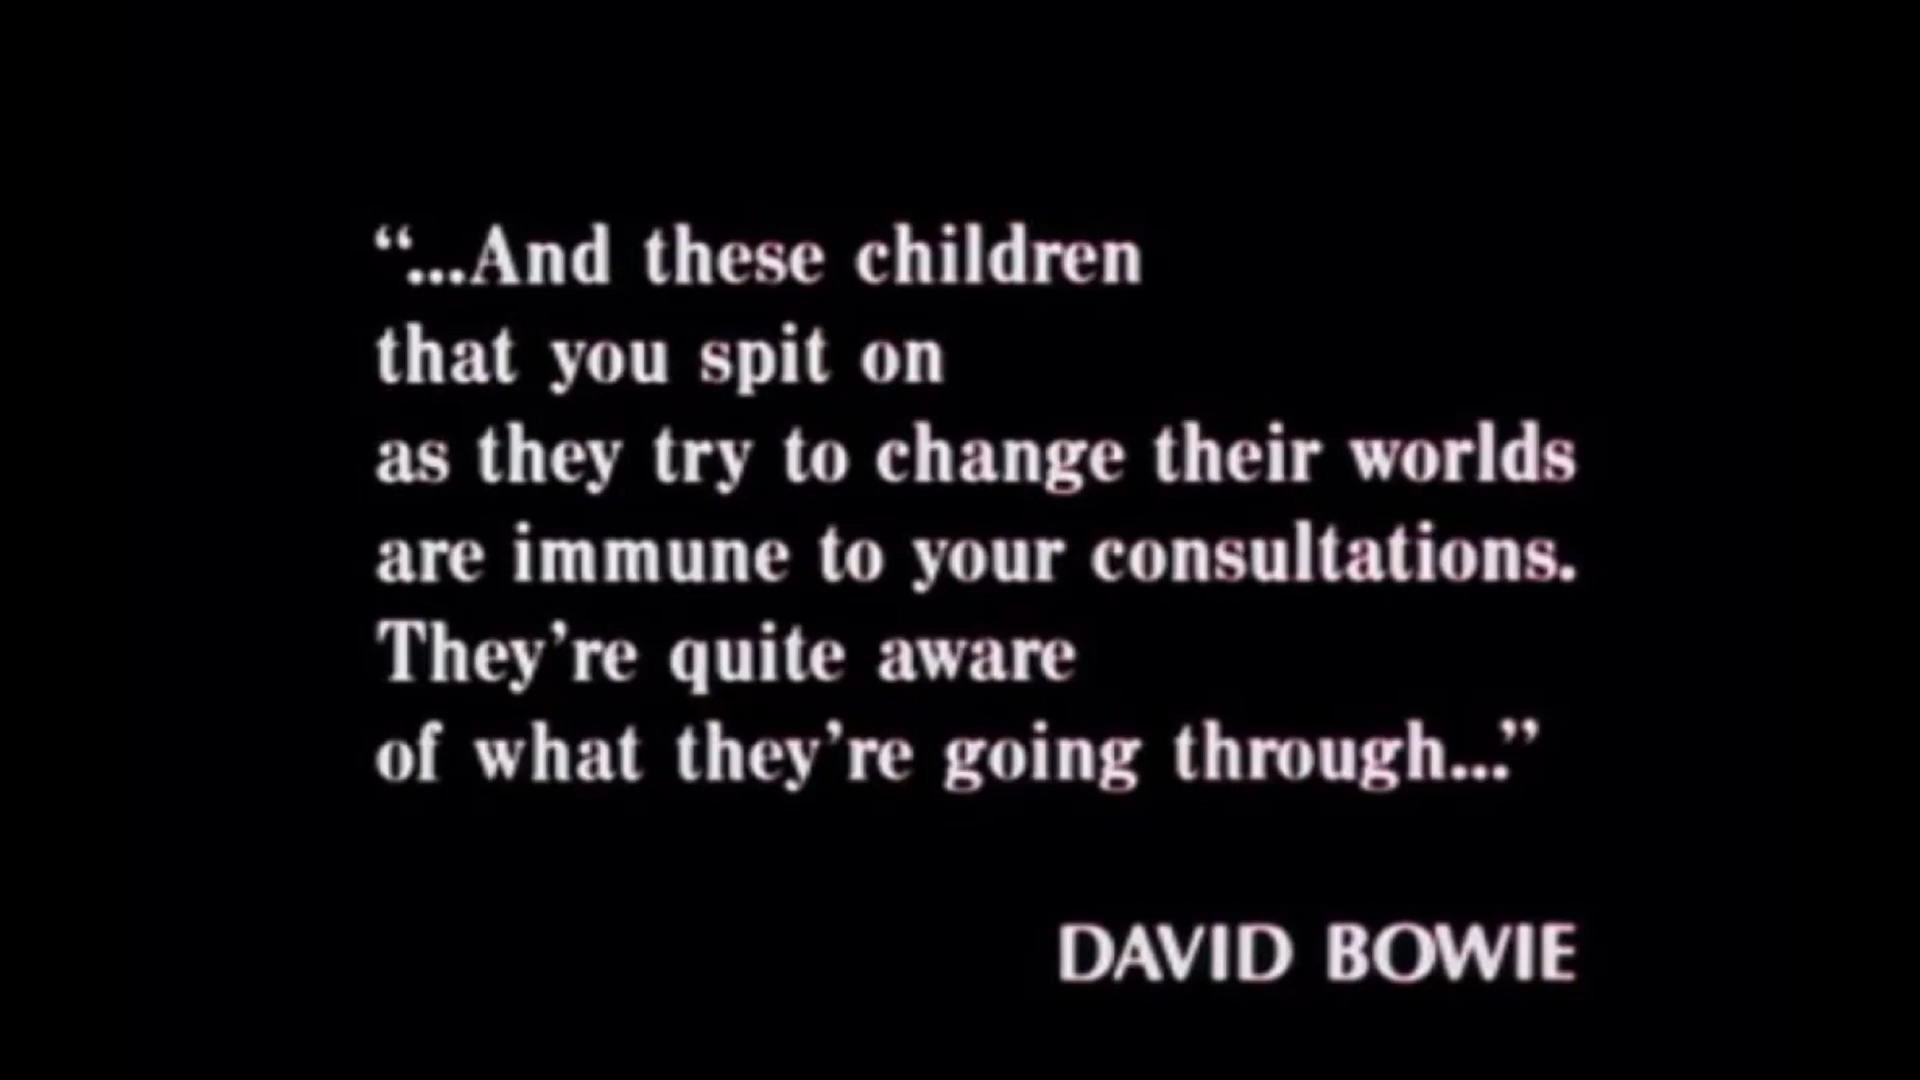 “...And these children
that you spit on
as they try to change their worlds
are immune to your consultations.
They’re quite aware
of what they’re going through...”
DAVID BOWIE